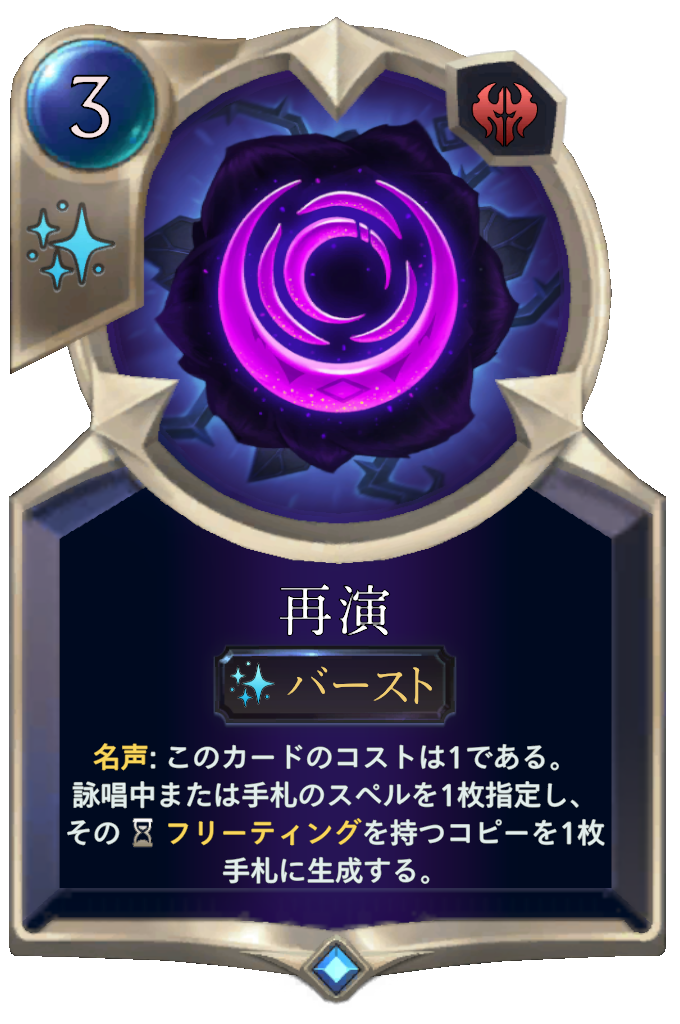 3
再演
バースト
名声: このカードのコストは1である。
詠唱中または手札のスペルを1枚指定し、
その フリーティングを持つコピーを1枚
手札に生成する。